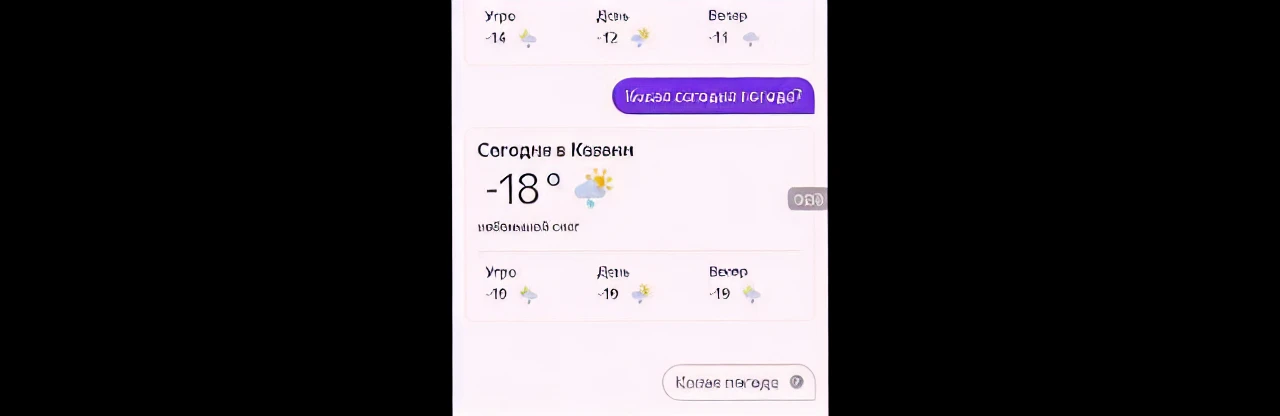 Утро День Вечер
-14 -12 -11
Какая сегодня погода?
Сегодня в Казани
-18°
небольшой снег
Утро День Вечер
-19 -19 -19
Какая погода